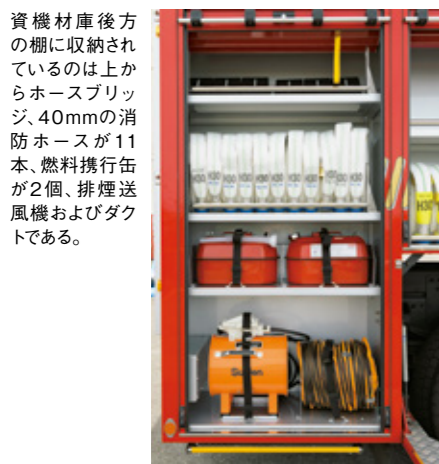 資機材庫後方
の棚に収納され
ているのは上か
らホースブリッ
ジ、40mmの消
防ホースが11
本、燃料携行缶
が2個、排煙送
風機およびダク
トである。
H30